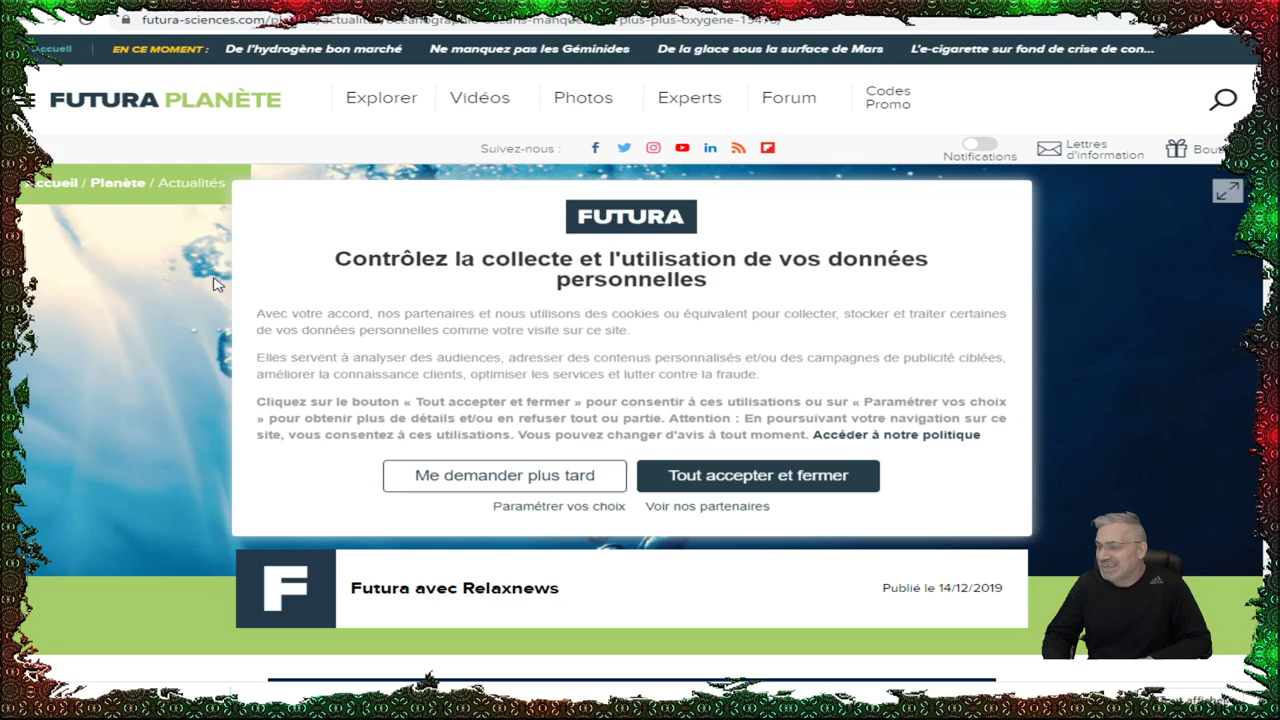 futura-sciences.com/
Accueil EN CE MOMENT : De l'hydrogène bon marché Ne manquez pas les Géminides De la glace sous la surface de Mars L'e-cigarette sur fond de crise de con...
FUTURA PLANÈTE Explorer Vidéos Photos Experts Forum Codes
Promo
Suivez-nous : Notifications Lettres
d'information
Accueil / Planète / Actualités
FUTURA
Contrôlez la collecte et l'utilisation de vos données
personnelles
Avec votre accord, nos partenaires et nous utilisons des cookies ou équivalent pour collecter, stocker et traiter certaines
de vos données personnelles comme votre visite sur ce site.
Elles servent à analyser des audiences, adresser des contenus personnalisés et/ou des campagnes de publicité ciblées,
améliorer la connaissance clients, optimiser les services et lutter contre la fraude.
Cliquez sur le bouton « Tout accepter et fermer » pour consentir à ces utilisations ou sur « Paramétrer vos choix
» pour obtenir plus de détails et/ou en refuser tout ou partie. Attention : En poursuivant votre navigation sur ce
site, vous consentez à ces utilisations. Vous pouvez changer d'avis à tout moment. Accéder à notre politique
Me demander plus tard Tout accepter et fermer
Paramétrer vos choix Voir nos partenaires
F Futura avec Relaxnews Publié le 14/12/2019